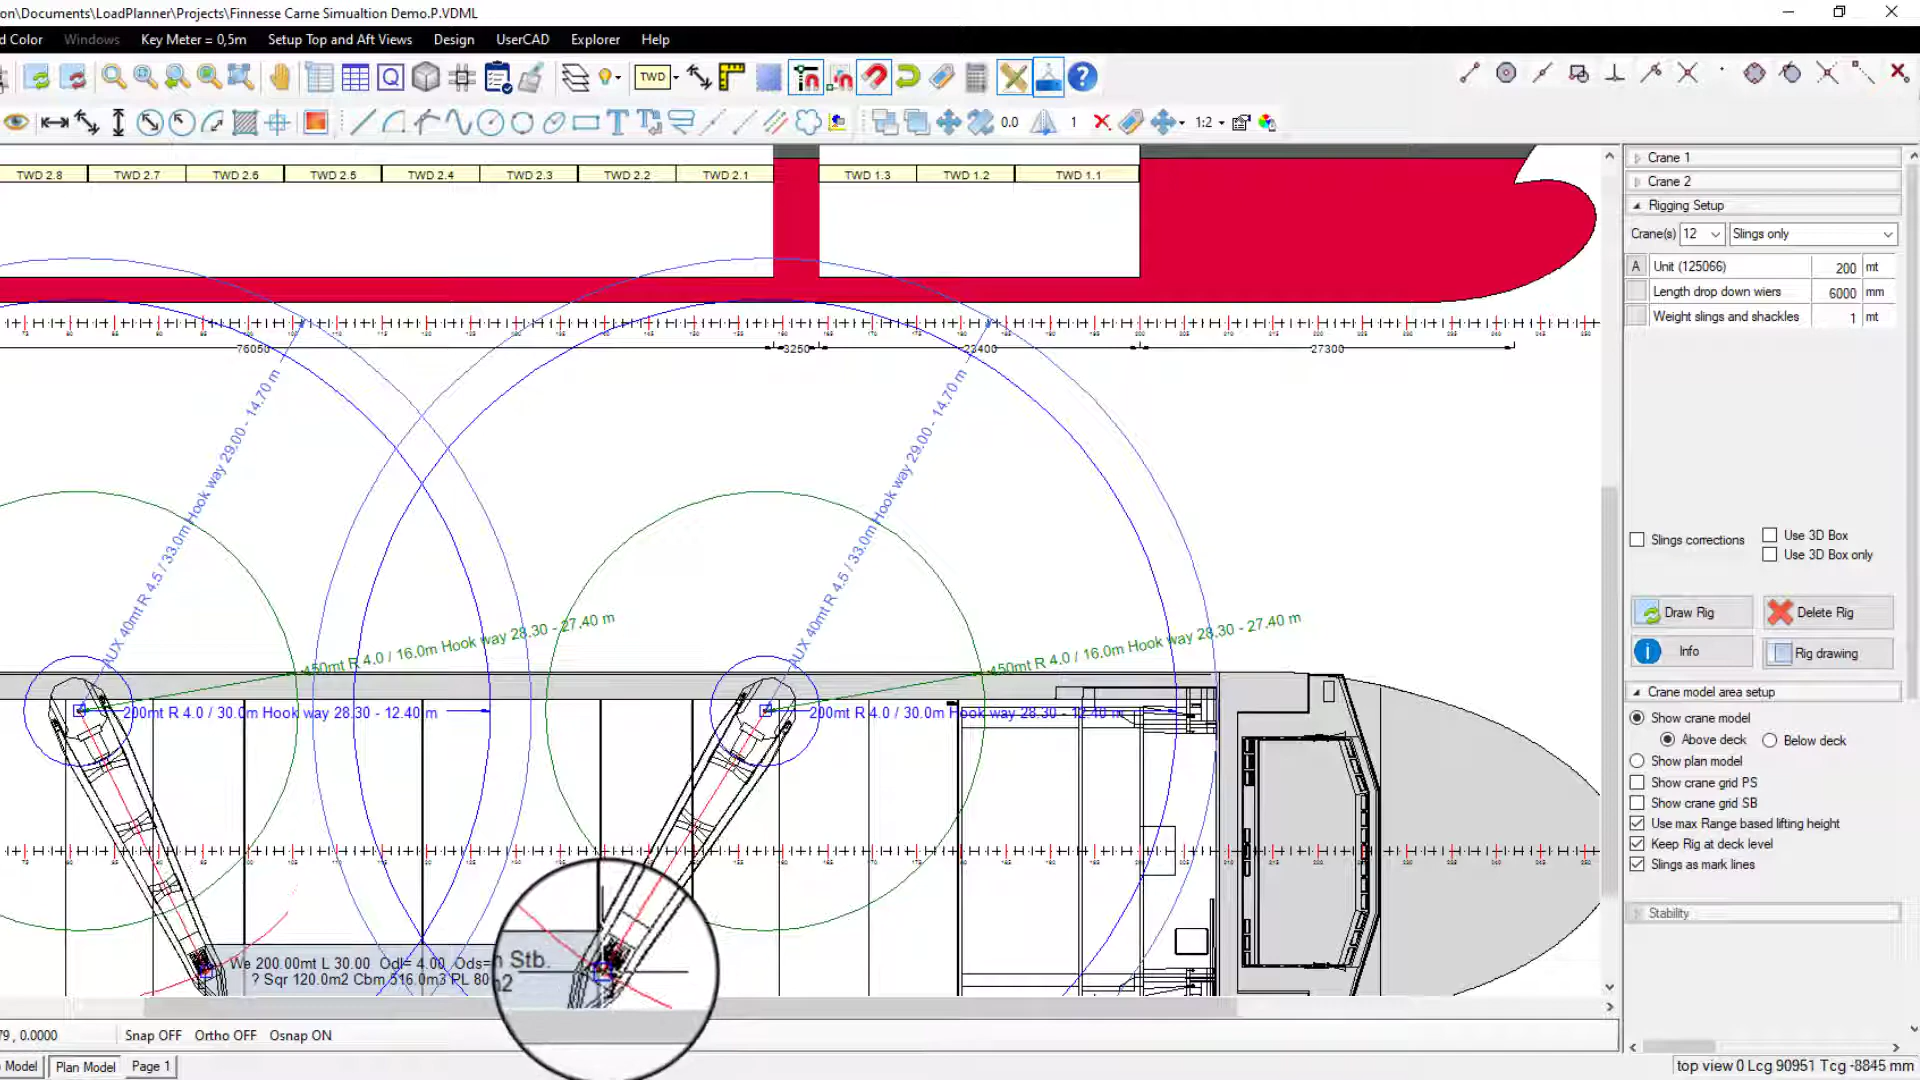 on\Documents\LoadPlanner\Projects\Finnesse Carne Simualtion Demo.P.VDML
d Color Windows Key Meter = 0,5m Setup Top and Aft Views Design UserCAD Explorer Help
TWD
0.0 1 1:2
TWD 2.8 TWD 2.7 TWD 2.6 TWD 2.5 TWD 2.4 TWD 2.3 TWD 2.2 TWD 2.1 TWD 1.3 TWD 1.2 TWD 1.1
76050 3250 23400 27300
AUX 40mt R 4.5 / 33.0m Hook way 29.00 - 14.70 m
AUX 40mt R 4.5 / 33.0m Hook way 29.00 - 14.70 m
450mt R 4.0 / 16.0m Hook way 28.30 - 27.40 m
450mt R 4.0 / 16.0m Hook way 28.30 - 27.40 m
200mt R 4.0 / 30.0m Hook way 28.30 - 12.40 m
200mt R 4.0 / 30.0m Hook way 28.30 - 12.40 m
We 200.00mt L 30.00 Odl= 4.00 Ods=
? Sqr 120.0m2 Cbm 516.0m3 PL 80
Stb.
Crane 1
Crane 2
Rigging Setup
Crane(s) 12 Slings only
A Unit (125066) 200 mt
Length drop down wiers 6000 mm
Weight slings and shackles 1 mt
Slings corrections
Use 3D Box
Use 3D Box only
Draw Rig Delete Rig
Info Rig drawing
Crane model area setup
Show crane model
Above deck Below deck
Show plan model
Show crane grid PS
Show crane grid SB
Use max Range based lifting height
Keep Rig at deck level
Slings as mark lines
Stability
79 , 0.0000 Snap OFF Ortho OFF Osnap ON
Model Plan Model Page 1
top view 0 Lcg 90951 Tcg -8845 mm